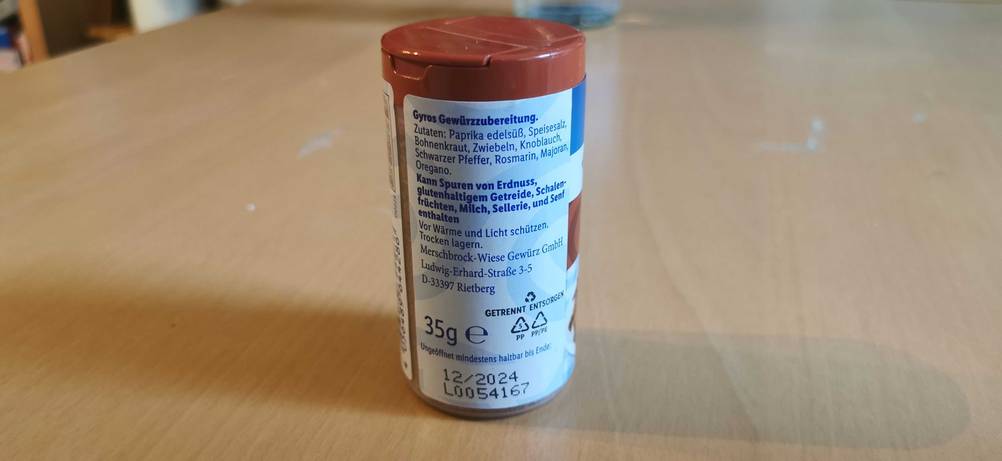 Gyros Gewürzzubereitung.
Zutaten: Paprika edelsüß, Speisesalz,
Bohnenkraut, Zwiebeln, Knoblauch,
Schwarzer Pfeffer, Rosmarin, Majoran,
Oregano.
Kann Spuren von Erdnuss,
glutenhaltigem Getreide, Schalen-
früchten, Milch, Sellerie, und Senf
enthalten
Vor Wärme und Licht schützen.
Trocken lagern.
Merschbrock-Wiese Gewürz GmbH
Ludwig-Erhard-Straße 3-5
D-33397 Rietberg
GETRENNT ENTSORGEN
5
PP PP/PE
35g e
Ungeöffnet mindestens haltbar bis Ende:
12/2024
L0054167